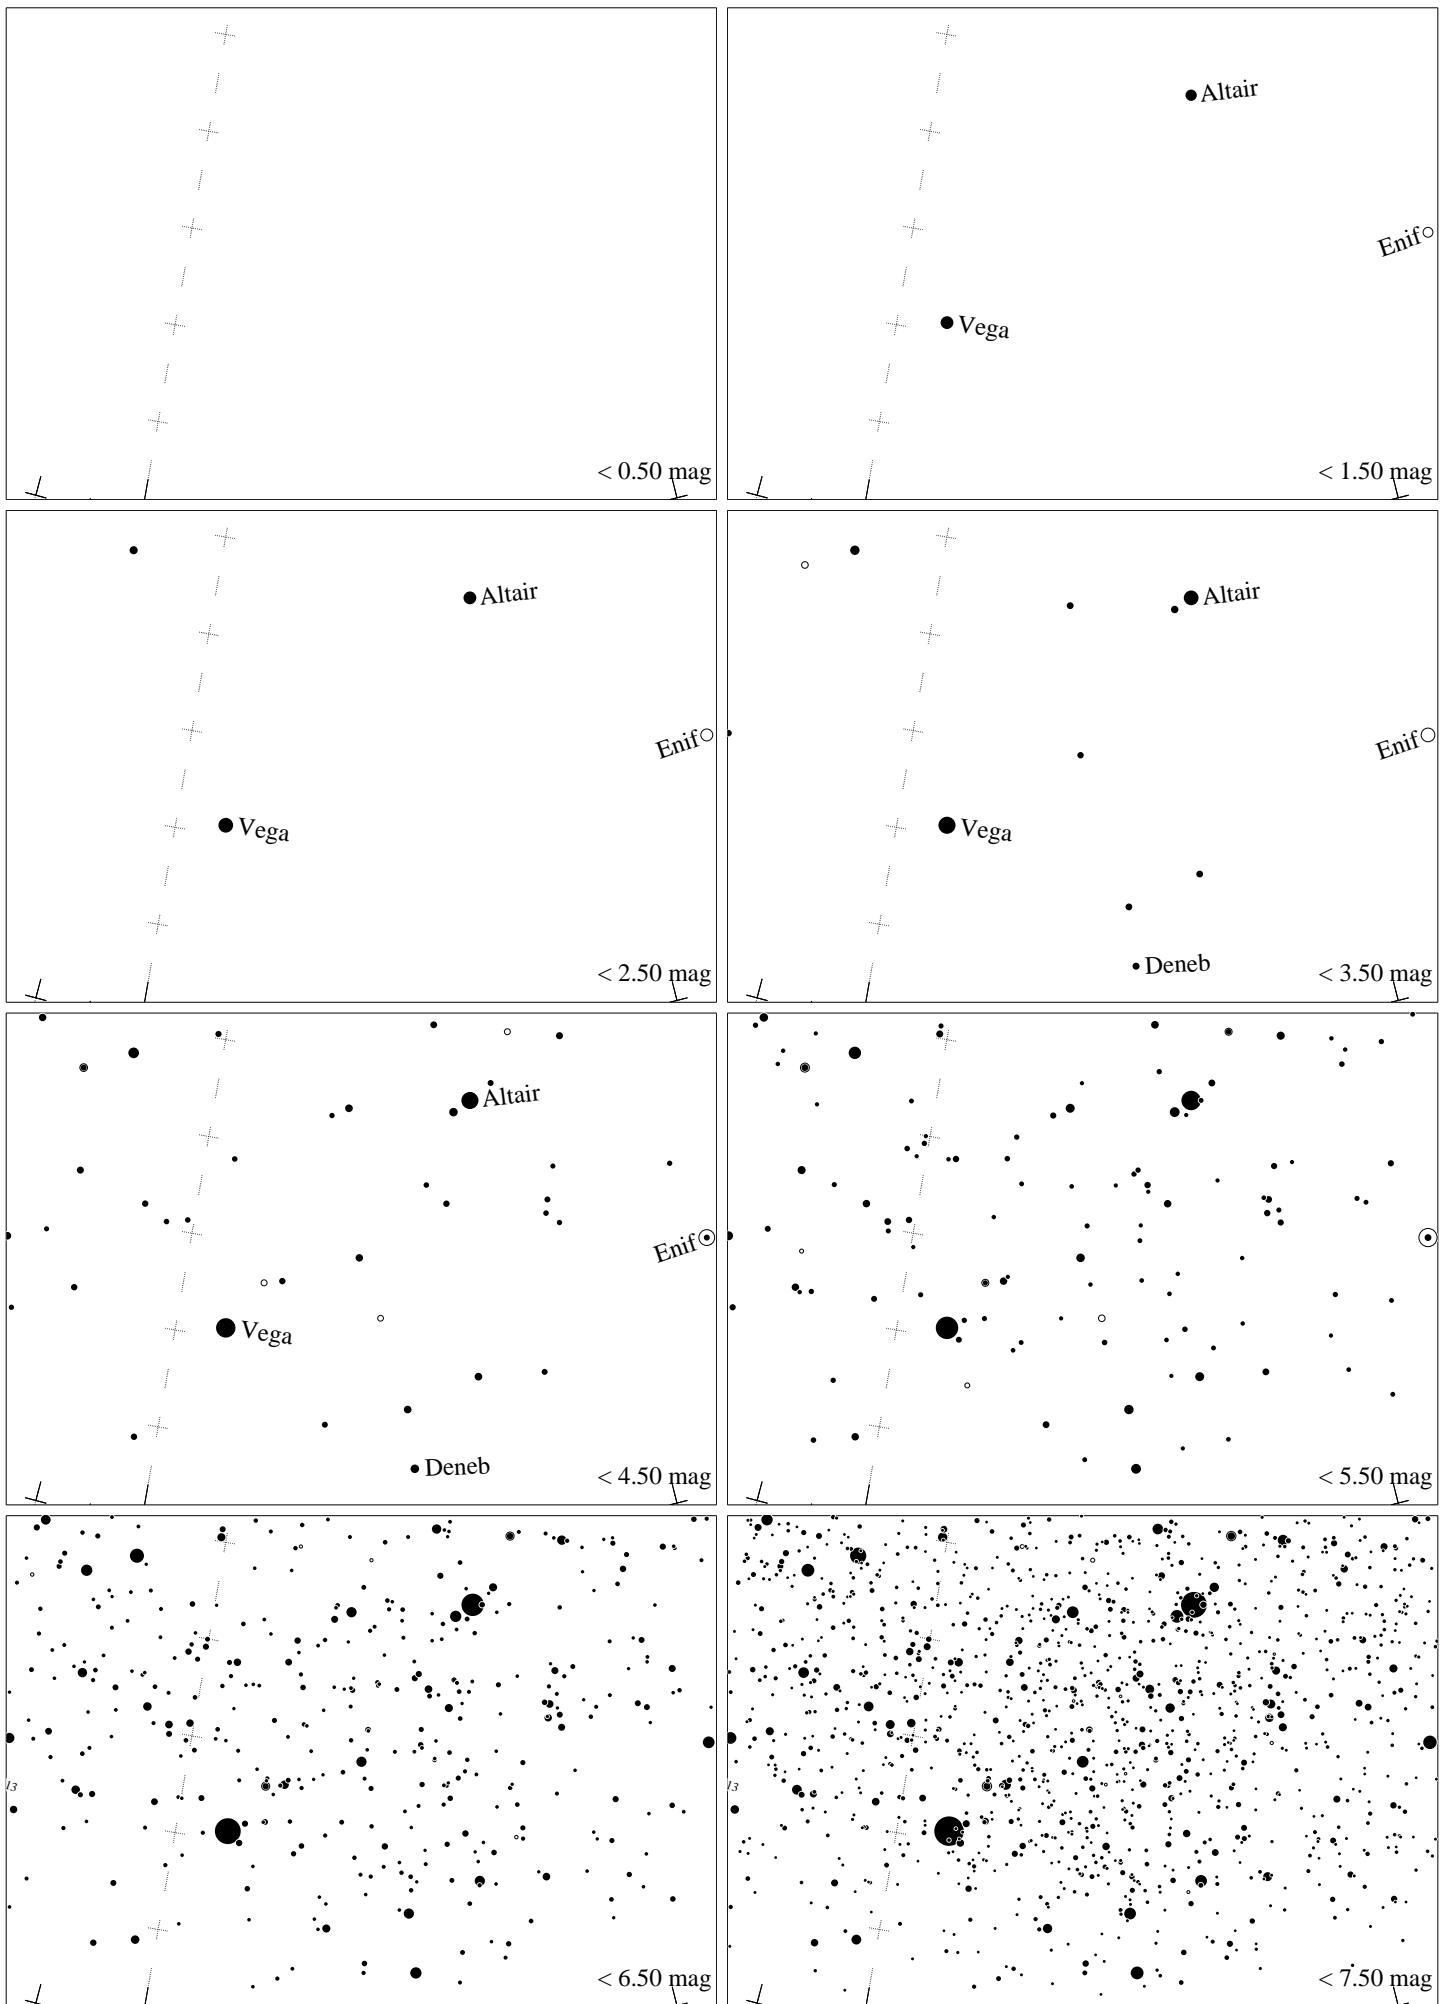 < 0.50 mag
Altair
Enif
Vega
< 1.50 mag
Altair
Enif
Vega
< 2.50 mag
Altair
Enif
Vega
Deneb
< 3.50 mag
Altair
Enif
Vega
Deneb
< 4.50 mag
< 5.50 mag
13
< 6.50 mag
13
< 7.50 mag